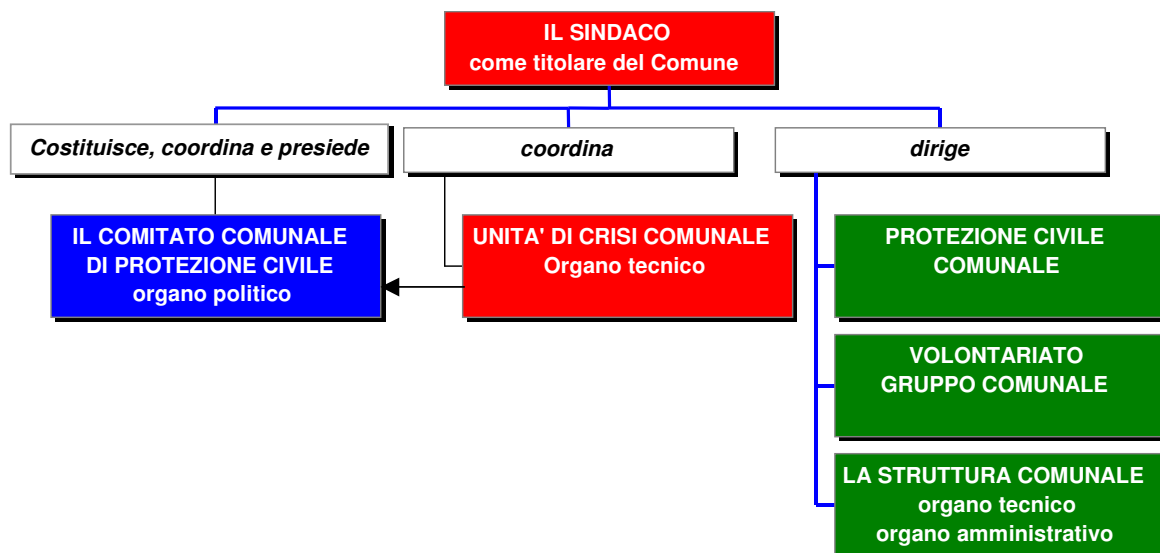 IL SINDACO
come titolare del Comune
Costituisce, coordina e presiede
coordina
dirige
IL COMITATO COMUNALE
DI PROTEZIONE CIVILE
organo politico
UNITA' DI CRISI COMUNALE
Organo tecnico
PROTEZIONE CIVILE
COMUNALE
VOLONTARIATO
GRUPPO COMUNALE
LA STRUTTURA COMUNALE
organo tecnico
organo amministrativo